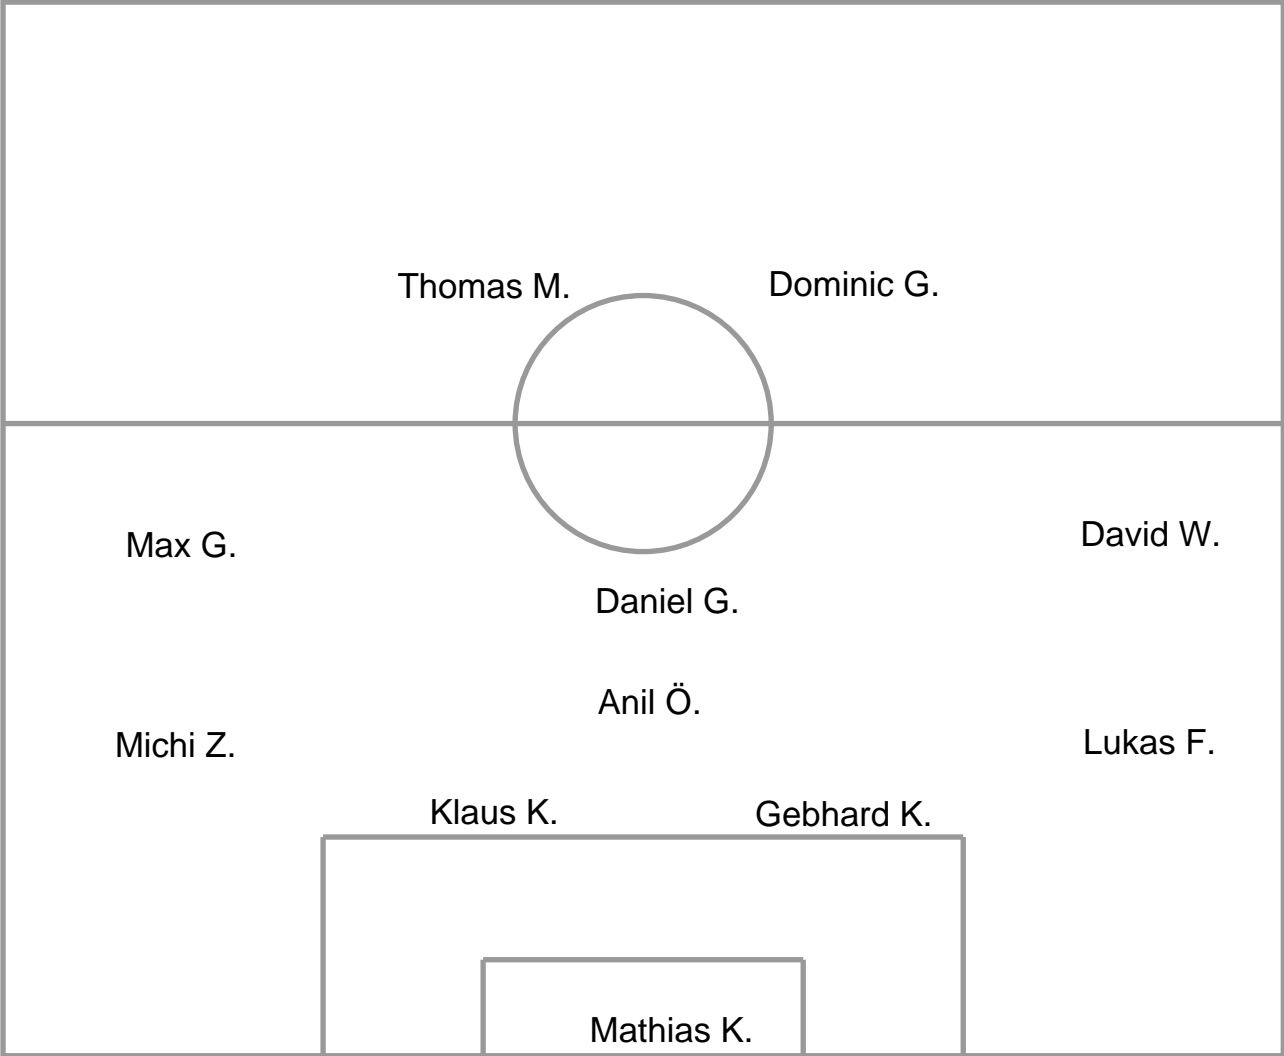 Thomas M.
Dominic G.
Max G.
David W.
Daniel G.
Anil Ö.
Michi Z.
Lukas F.
Klaus K.
Gebhard K.
Mathias K.